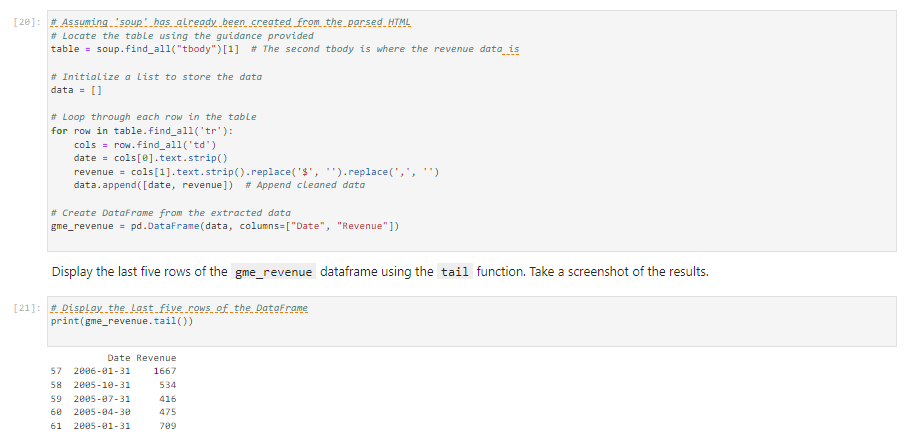 [20]: # Assuming 'soup' has already been created from the parsed HTML
# Locate the table using the guidance provided
table = soup.find_all("tbody")[1]  # The second tbody is where the revenue data is
# Initialize a list to store the data
data = []
# Loop through each row in the table
for row in table.find_all('tr'):
    cols = row.find_all('td')
    date = cols[0].text.strip()
    revenue = cols[1].text.strip().replace('$', '').replace(',', '')
    data.append([date, revenue])  # Append cleaned data
# Create DataFrame from the extracted data
gme_revenue = pd.DataFrame(data, columns=["Date", "Revenue"])
Display the last five rows of the gme_revenue dataframe using the tail function. Take a screenshot of the results.
[21]: # Display the last five rows of the DataFrame
print(gme_revenue.tail())
Date Revenue
57 2006-01-31 1667
58 2005-10-31 534
59 2005-07-31 416
60 2005-04-30 475
61 2005-01-31 709